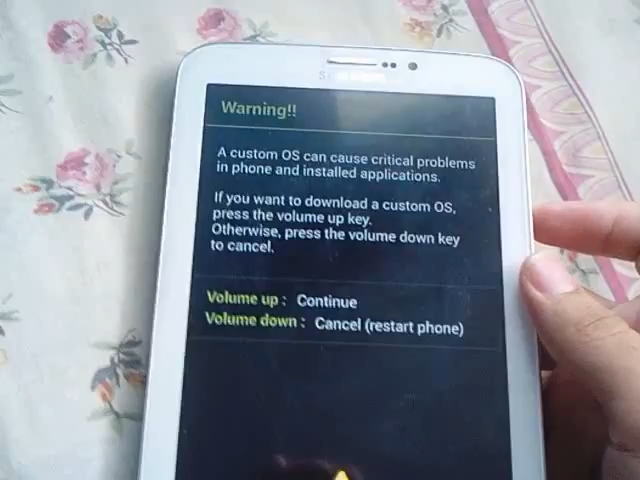 SAMSUNG
Warning!!
A custom OS can cause critical problems
in phone and installed applications.
If you want to download a custom OS,
press the volume up key.
Otherwise, press the volume down key
to cancel.
Volume up : Continue
Volume down : Cancel (restart phone)